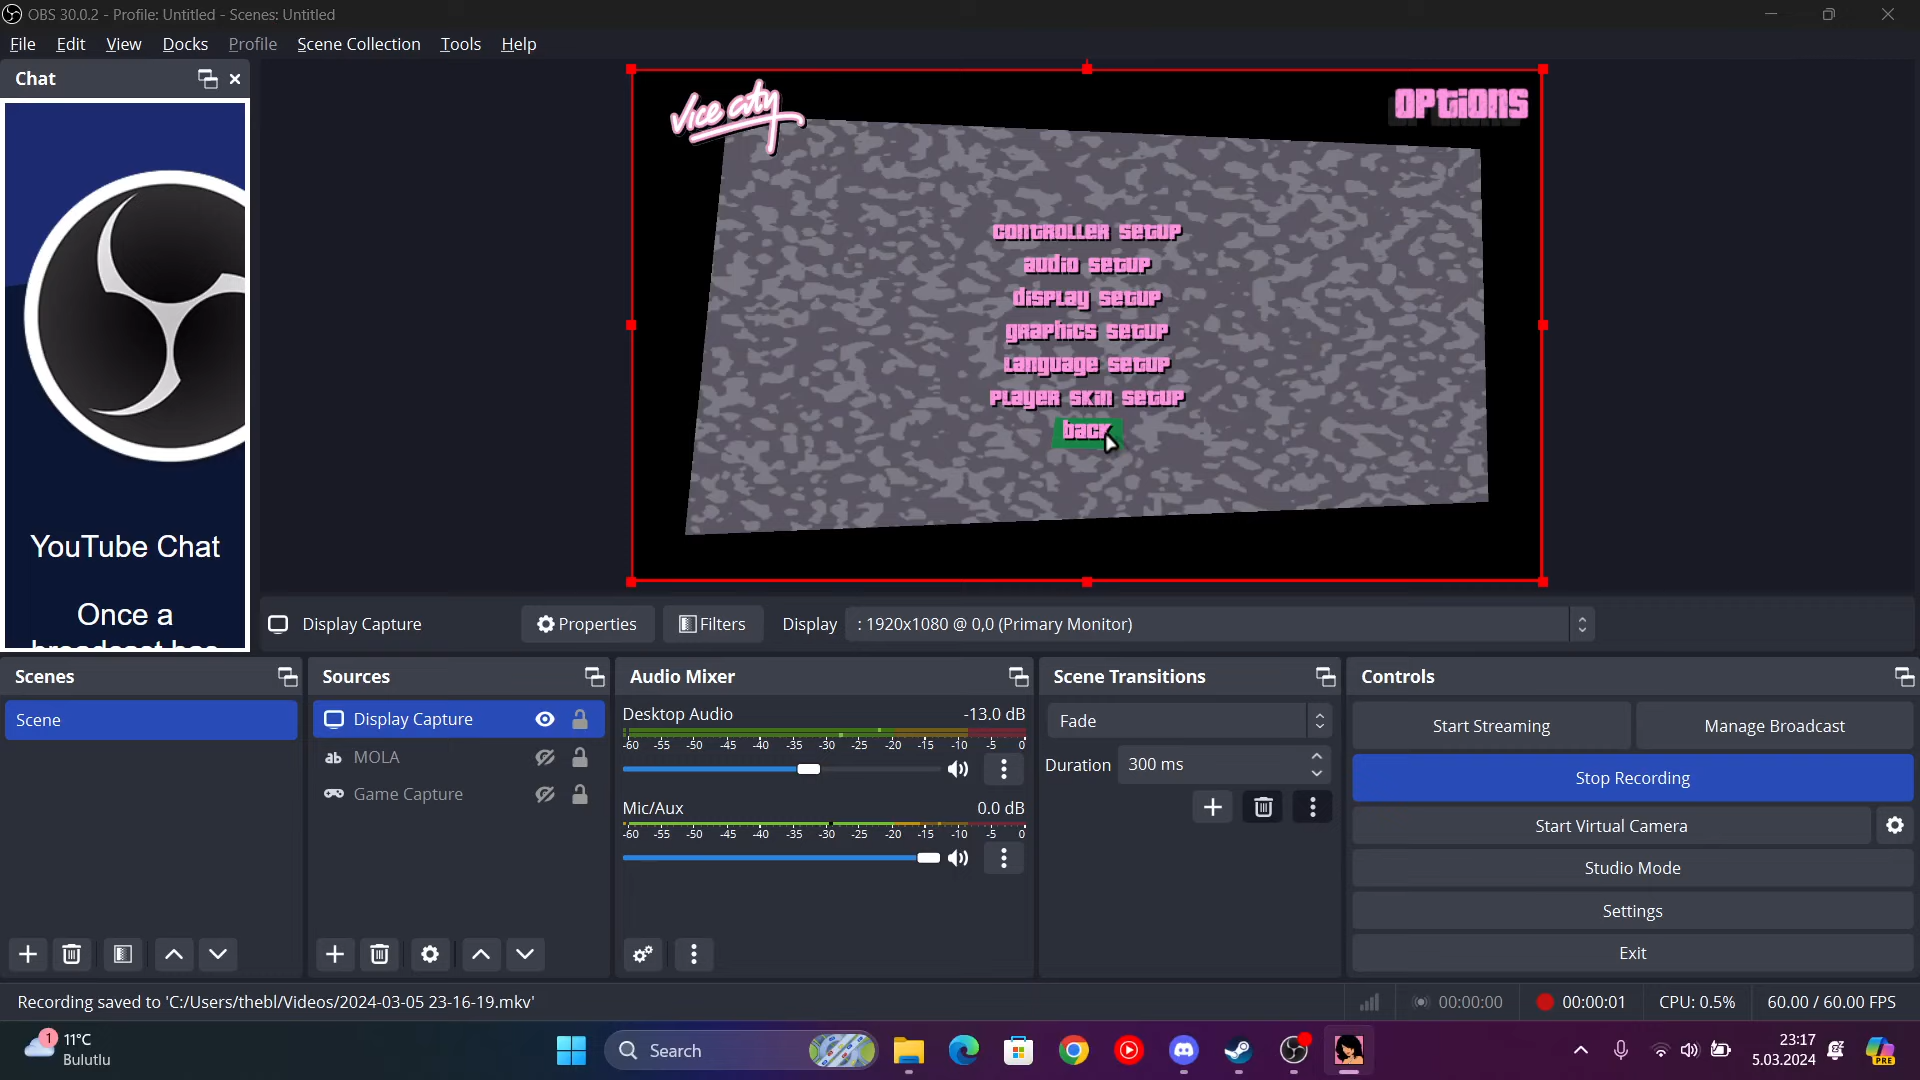 OBS 30.0.2 - Profile: Untitled - Scenes: Untitled
File Edit View Docks Profile Scene Collection Tools Help
Chat
YouTube Chat
Once a
broadcast has
vice city
OPtiOnS
COntROLLER SEtUP
audio SEtUP
display SEtUP
GRAPhiCS SEtUP
Language SEtUP
PLAyER Skin SEtUP
back
Display Capture Properties Filters Display : 1920x1080 @ 0,0 (Primary Monitor)
Scenes
Scene
Sources
Display Capture
ab MOLA
Game Capture
Audio Mixer
Desktop Audio -13.0 dB
-60 -55 -50 -45 -40 -35 -30 -25 -20 -15 -10 -5 0
Mic/Aux 0.0 dB
-60 -55 -50 -45 -40 -35 -30 -25 -20 -15 -10 -5 0
Scene Transitions
Fade
Duration 300 ms
Controls
Start Streaming Manage Broadcast
Stop Recording
Start Virtual Camera
Studio Mode
Settings
Exit
Recording saved to 'C:/Users/thebl/Videos/2024-03-05 23-16-19.mkv' 00:00:00 00:00:01 CPU: 0.5% 60.00 / 60.00 FPS
1 11°C
Bulutlu
Search
23:17
5.03.2024
PRE